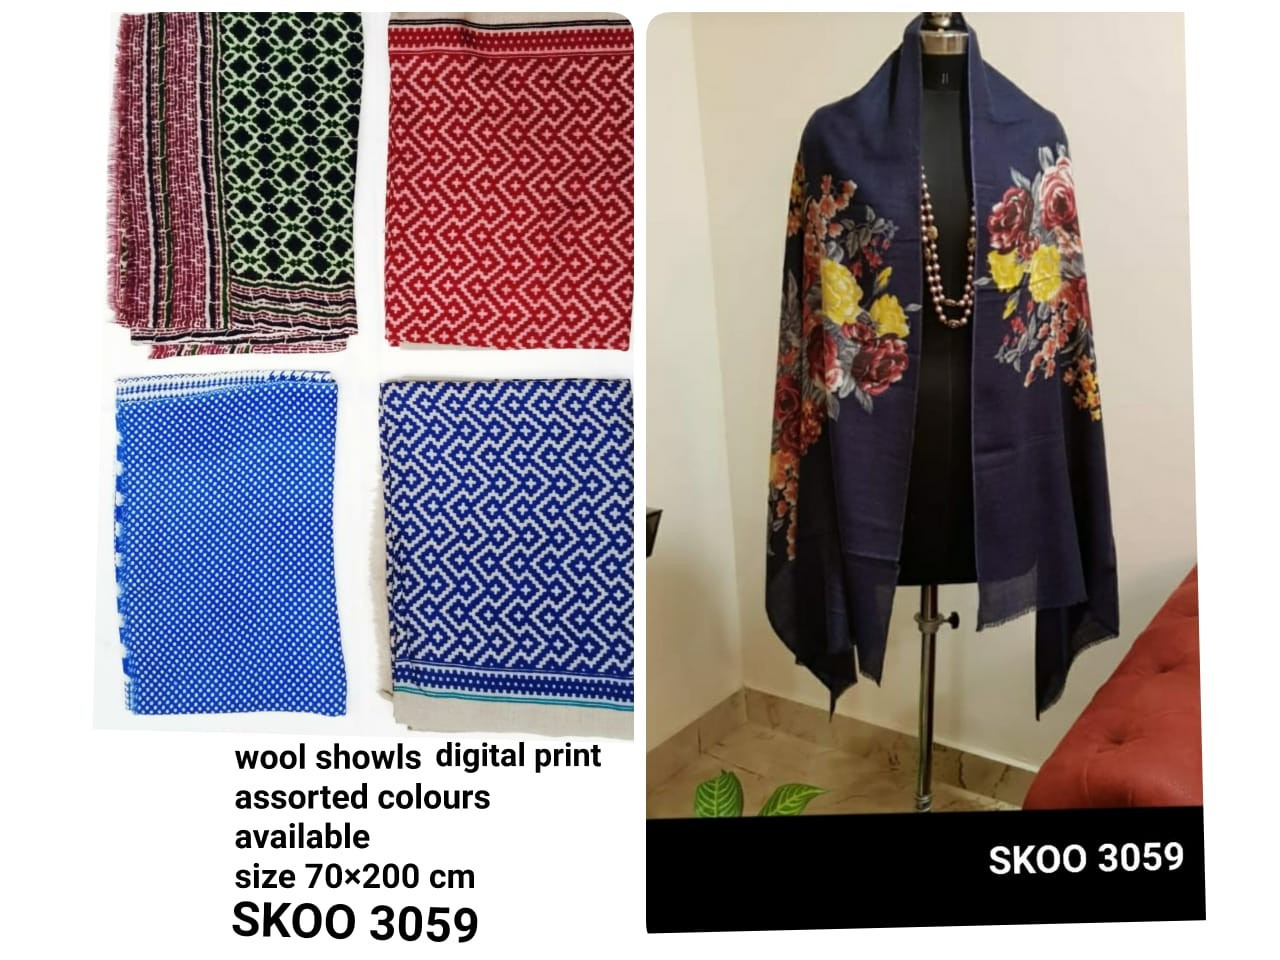 wool showls digital print
assorted colours
available
size 70×200 cm
SKOO 3059
SKOO 3059